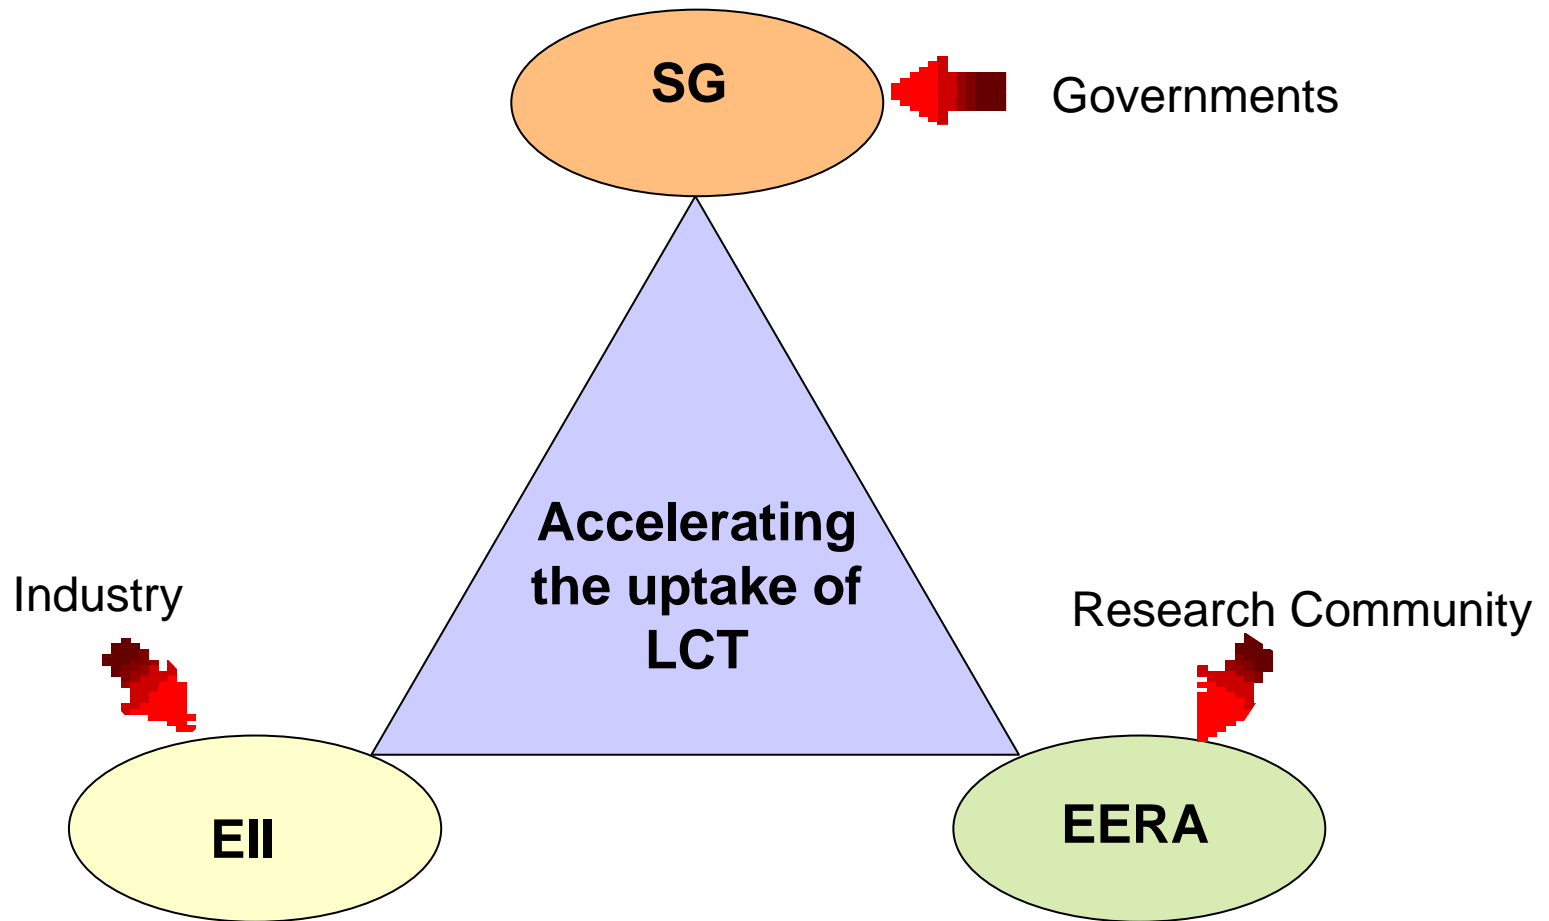 SG
Governments
Accelerating
the uptake of
LCT
Industry
Research Community
EII
EERA